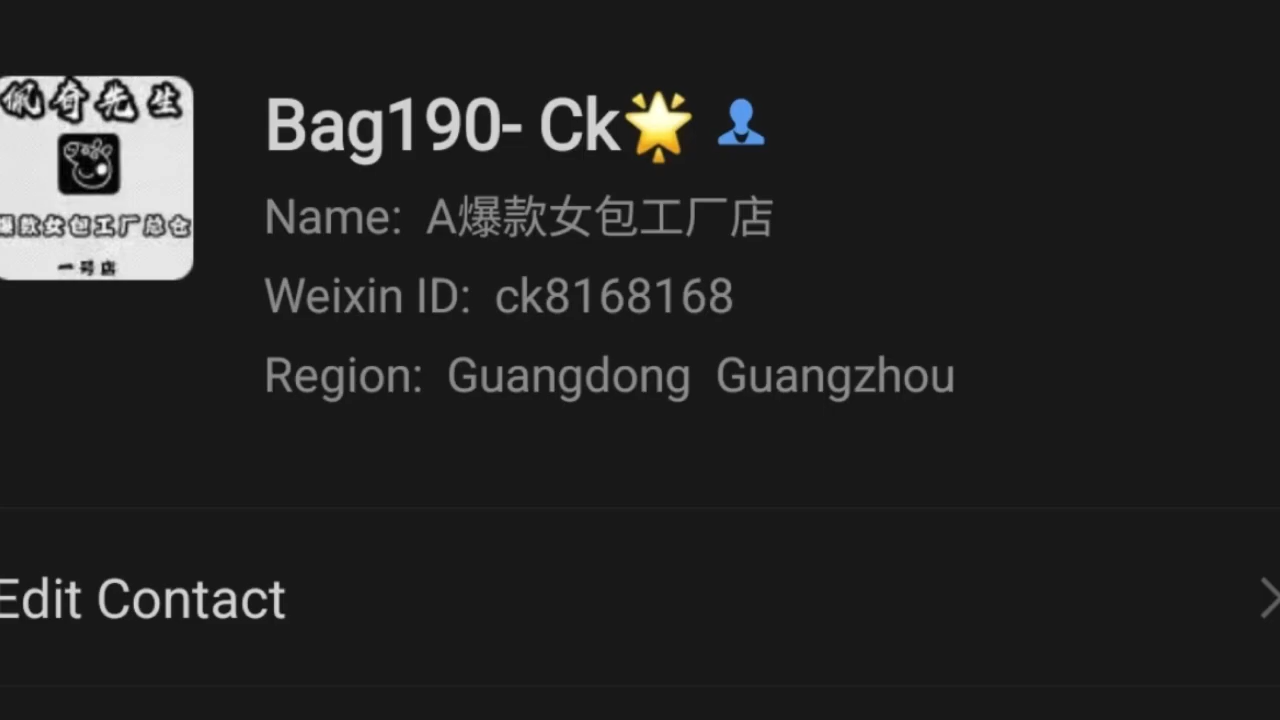 佩奇先生
爆款女包工厂总仓
一号店
Bag190- Ck
Name: A爆款女包工厂店
Weixin ID: ck8168168
Region: Guangdong Guangzhou
Edit Contact